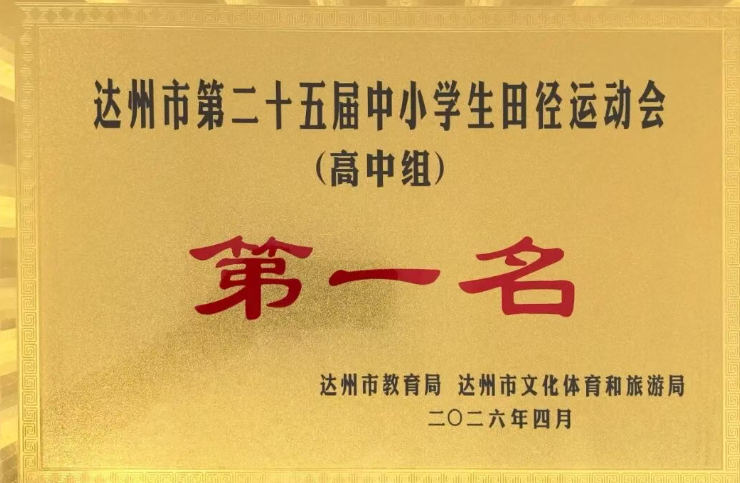 达州市第二十五届中小学生田径运动会
(高中组)
第一名
达州市教育局 达州市文化体育和旅游局
二〇二六年四月